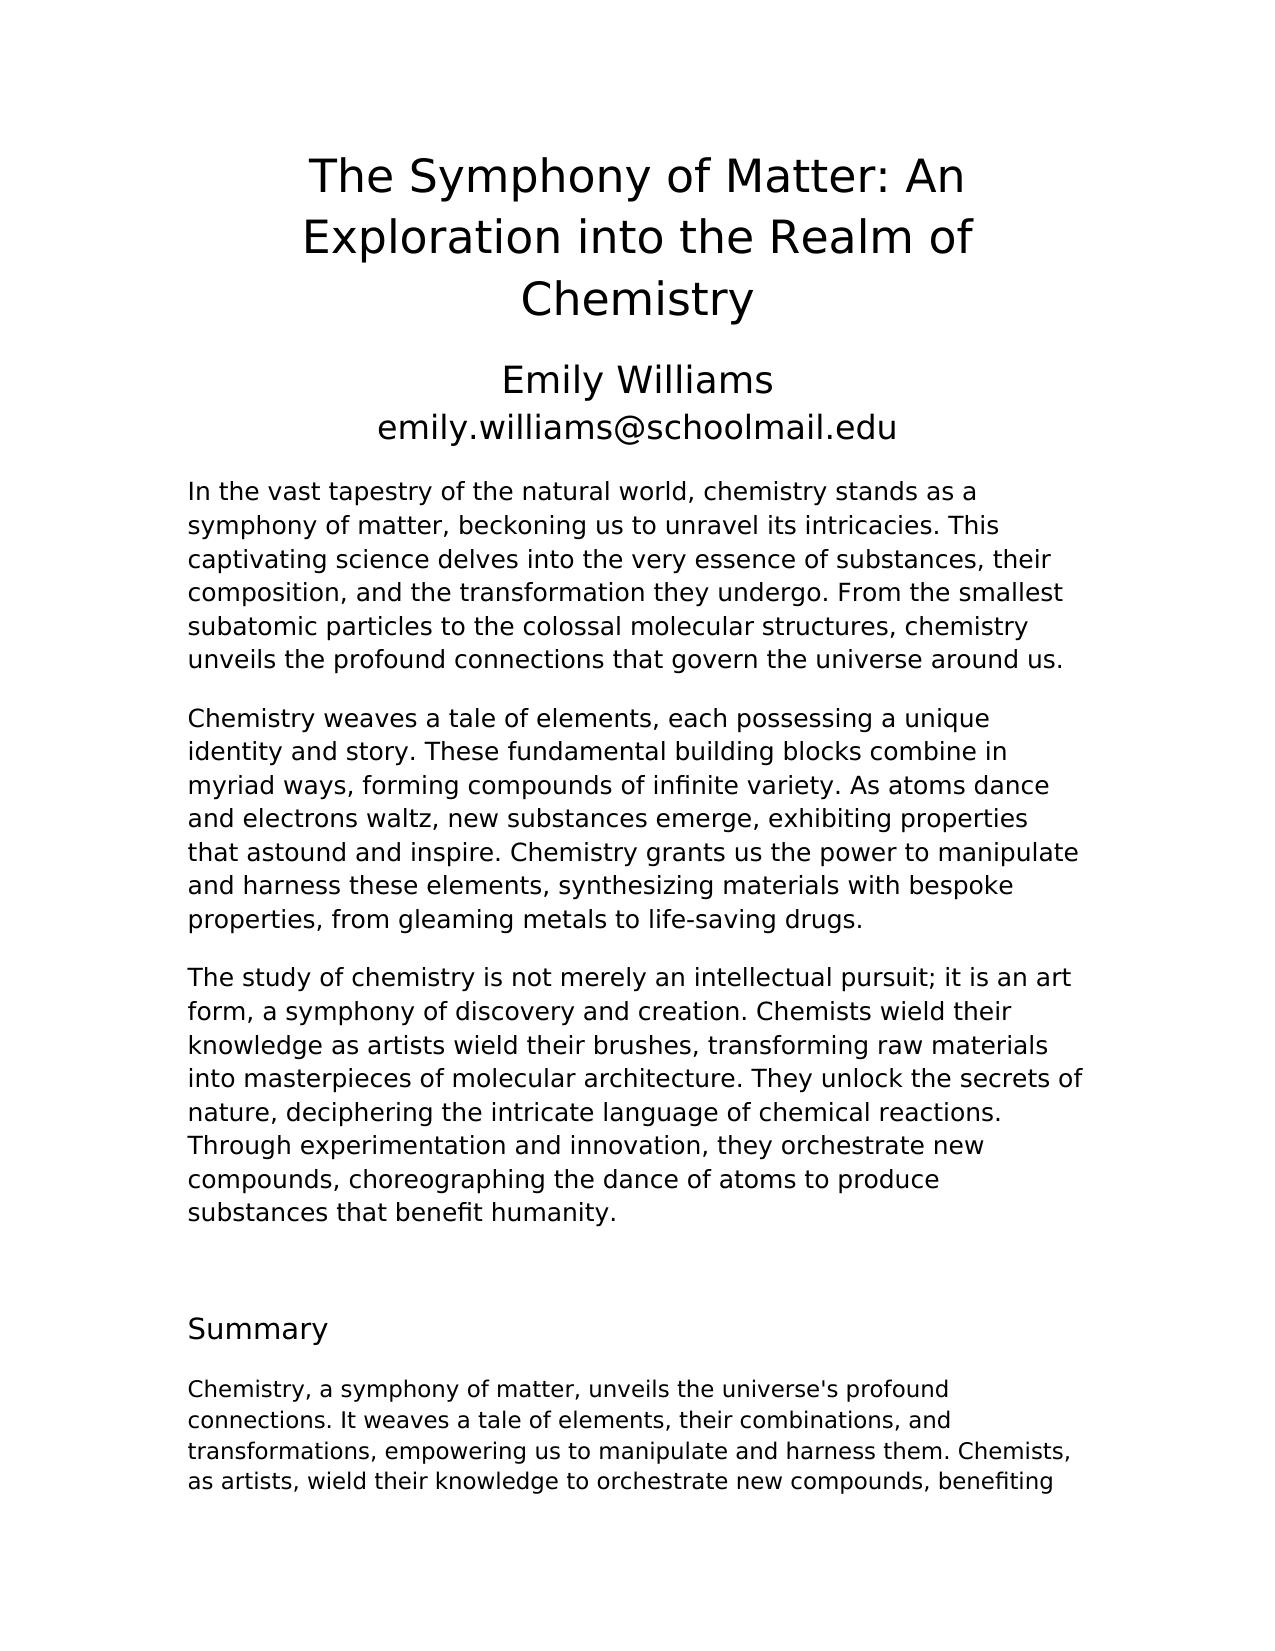 The Symphony of Matter: An
Exploration into the Realm of
Chemistry
Emily Williams
emily.williams@schoolmail.edu
In the vast tapestry of the natural world, chemistry stands as a
symphony of matter, beckoning us to unravel its intricacies. This
captivating science delves into the very essence of substances, their
composition, and the transformation they undergo. From the smallest
subatomic particles to the colossal molecular structures, chemistry
unveils the profound connections that govern the universe around us.
Chemistry weaves a tale of elements, each possessing a unique
identity and story. These fundamental building blocks combine in
myriad ways, forming compounds of infinite variety. As atoms dance
and electrons waltz, new substances emerge, exhibiting properties
that astound and inspire. Chemistry grants us the power to manipulate
and harness these elements, synthesizing materials with bespoke
properties, from gleaming metals to life-saving drugs.
The study of chemistry is not merely an intellectual pursuit; it is an art
form, a symphony of discovery and creation. Chemists wield their
knowledge as artists wield their brushes, transforming raw materials
into masterpieces of molecular architecture. They unlock the secrets of
nature, deciphering the intricate language of chemical reactions.
Through experimentation and innovation, they orchestrate new
compounds, choreographing the dance of atoms to produce
substances that benefit humanity.
Summary
Chemistry, a symphony of matter, unveils the universe's profound
connections. It weaves a tale of elements, their combinations, and
transformations, empowering us to manipulate and harness them. Chemists,
as artists, wield their knowledge to orchestrate new compounds, benefiting